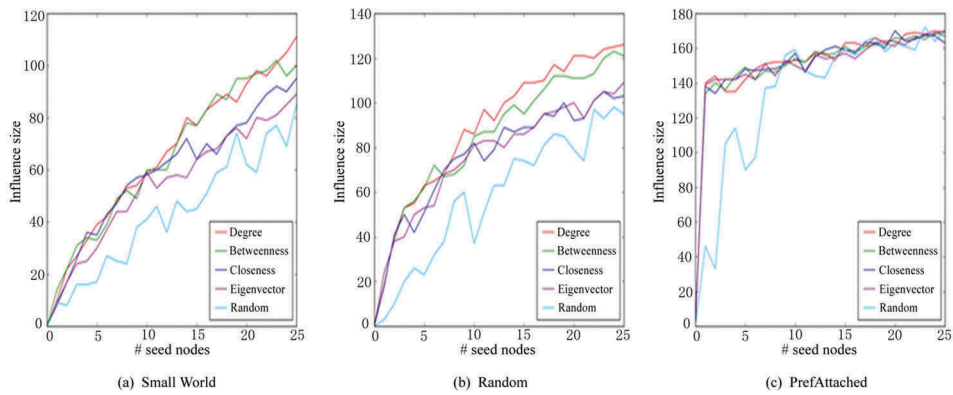 120
100
80
60
40
20
0
Influence size
0 5 10 15 20 25
# seed nodes
Degree
Betweenness
Closeness
Eigenvector
Random
(a) Small World
140
120
100
80
60
40
20
0
Influence size
0 5 10 15 20 25
# seed nodes
Degree
Betweenness
Closeness
Eigenvector
Random
(b) Random
180
160
140
120
100
80
60
40
20
0
Influence size
0 5 10 15 20 25
# seed nodes
Degree
Betweenness
Closeness
Eigenvector
Random
(c) PrefAttached